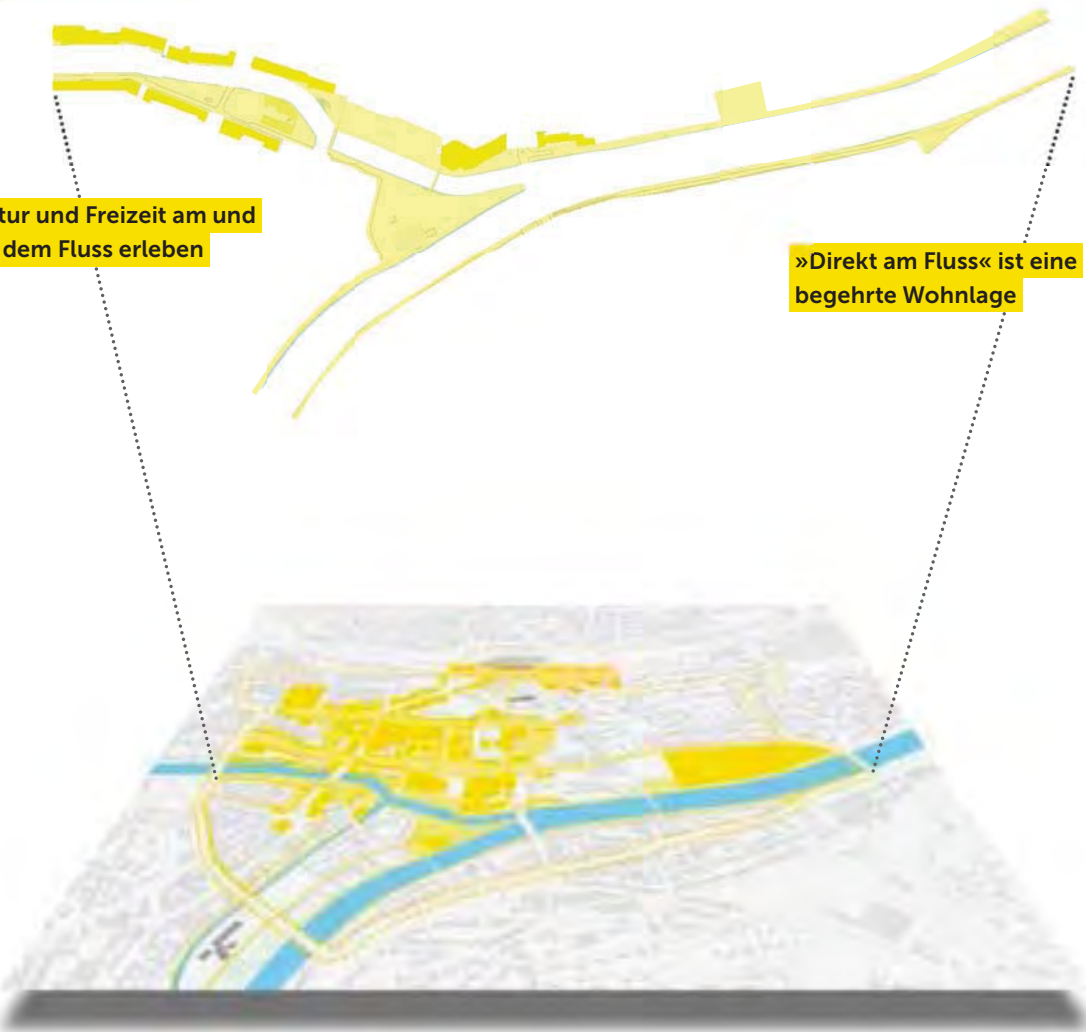 tur und Freizeit am und
dem Fluss erleben
»Direkt am Fluss« ist eine
begehrte Wohnlage